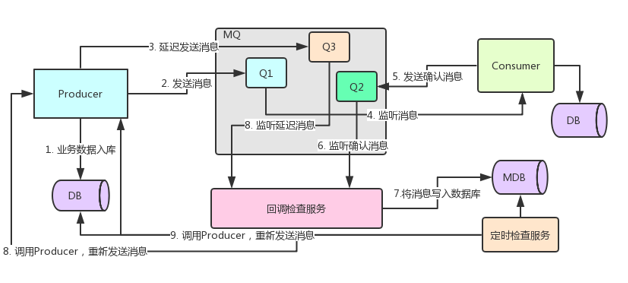 MQ
3. 延迟发送消息
Q3
Q1
Consumer
5. 发送确认消息
Producer
2. 发送消息
Q2
4. 监听消息
DB
8. 监听延迟消息
1. 业务数据入库
6. 监听确认消息
DB
MDB
7.将消息写入数据库
回调检查服务
9. 调用Producer，重新发送消息
定时检查服务
8. 调用Producer，重新发送消息